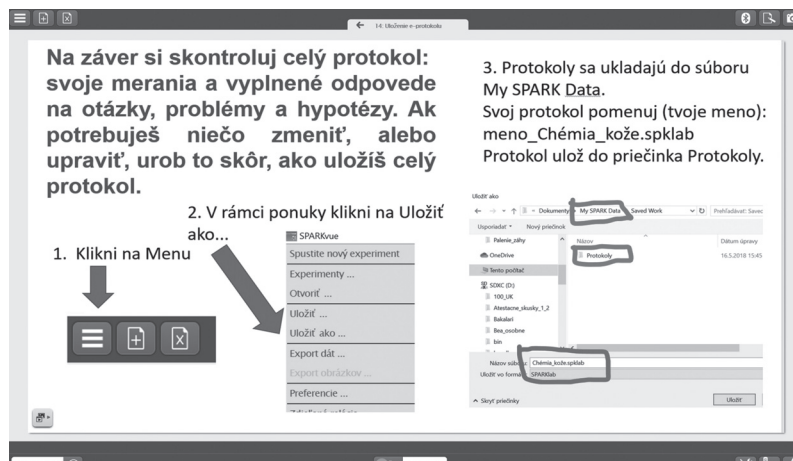 14. Uloženie e-protokolu
Na záver si skontroluj celý protokol:
svoje merania a vyplnené odpovede
na otázky, problémy a hypotézy. Ak
potrebuješ niečo zmeniť, alebo
upraviť, urob to skôr, ako uložíš celý
protokol.
1. Klikni na Menu
2. V rámci ponuky klikni na Uložiť
ako...
SPARKvue
Spustite nový experiment
Experimenty ...
Otvoriť ...
Uložiť ...
Uložiť ako ...
Export dát ...
Export obrázkov ...
Preferencie ...
3. Protokoly sa ukladajú do súboru
My SPARK Data.
Svoj protokol pomenuj (tvoje meno):
meno_Chémia_kože.spklab
Protokol ulož do priečinka Protokoly.
Uložiť ako
Dokumenty › My SPARK Data › Saved Work
Prehľadávať: Saved
Usporiadať Nový priečinok
Palenie_záhy
OneDrive
Tento počítač
SDXC (D:)
100_UK
Atestacne_skusky_1_2
Bakalari
Bea_osobne
bin
Názov Dátum úpravy
Protokoly 16.5.2018 15:45
Názov súboru: Chémia_kože.spklab
Uložiť vo formáte: SPARKlab
Skryť priečinky
Uložiť